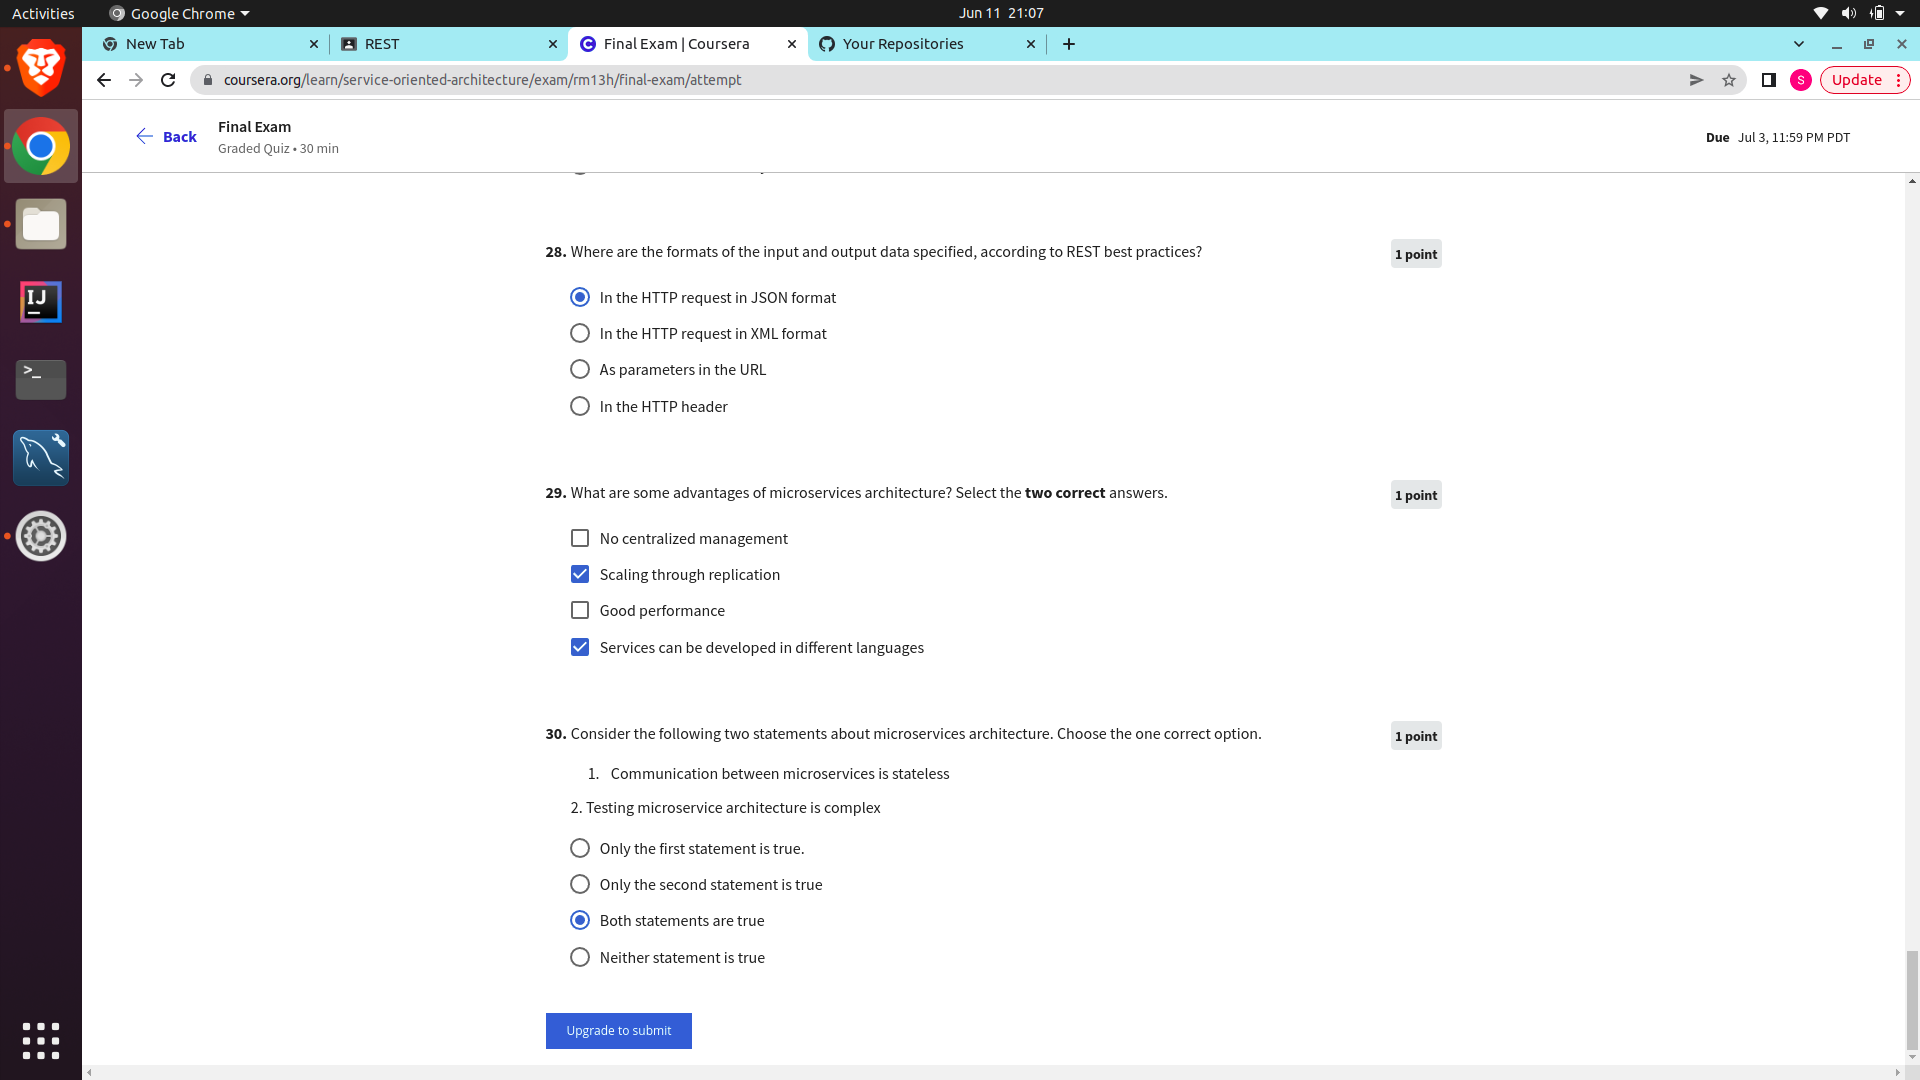 Activities
Google Chrome
Jun 11 21:07
New Tab
REST
Final Exam | Coursera
Your Repositories
coursera.org/learn/service-oriented-architecture/exam/rm13h/final-exam/attempt
S
Update
Back
Final Exam
Graded Quiz • 30 min
Due Jul 3, 11:59 PM PDT
28. Where are the formats of the input and output data specified, according to REST best practices?
1 point
In the HTTP request in JSON format
In the HTTP request in XML format
As parameters in the URL
In the HTTP header
29. What are some advantages of microservices architecture? Select the two correct answers.
1 point
No centralized management
Scaling through replication
Good performance
Services can be developed in different languages
30. Consider the following two statements about microservices architecture. Choose the one correct option.
1 point
1. Communication between microservices is stateless
2. Testing microservice architecture is complex
Only the first statement is true.
Only the second statement is true
Both statements are true
Neither statement is true
Upgrade to submit
IJ
>_